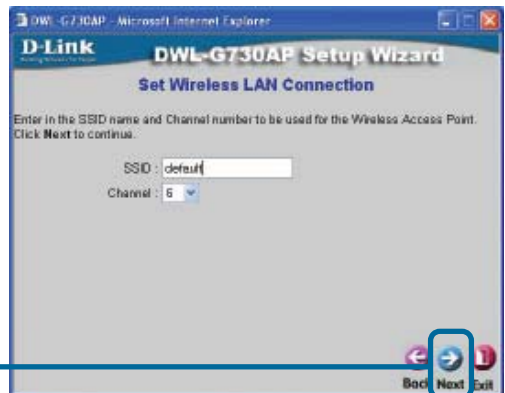 DWL-G730AP - Microsoft Internet Explorer
D-Link
DWL-G730AP Setup Wizard
Set Wireless LAN Connection
Enter in the SSID name and Channel number to be used for the Wireless Access Point.
Click Next to continue.
SSID : default
Channel : 6
Back Next Exit